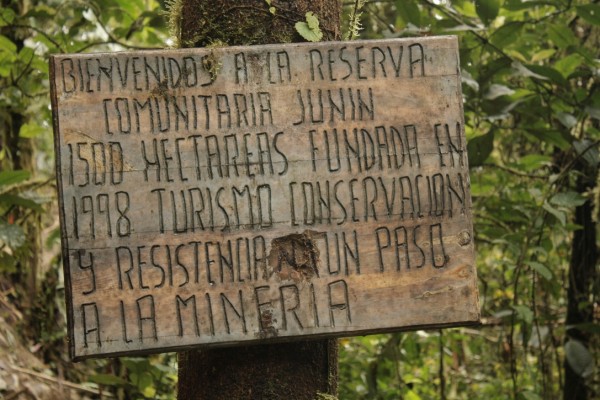 BIENVENIDOS A LA RESERVA
COMUNITARIA JUNIN
1500 HECTAREAS FUNDADA EN
1998 TURISMO CONSERVACION
Y RESISTENCIA UN PASO
A LA MINERIA